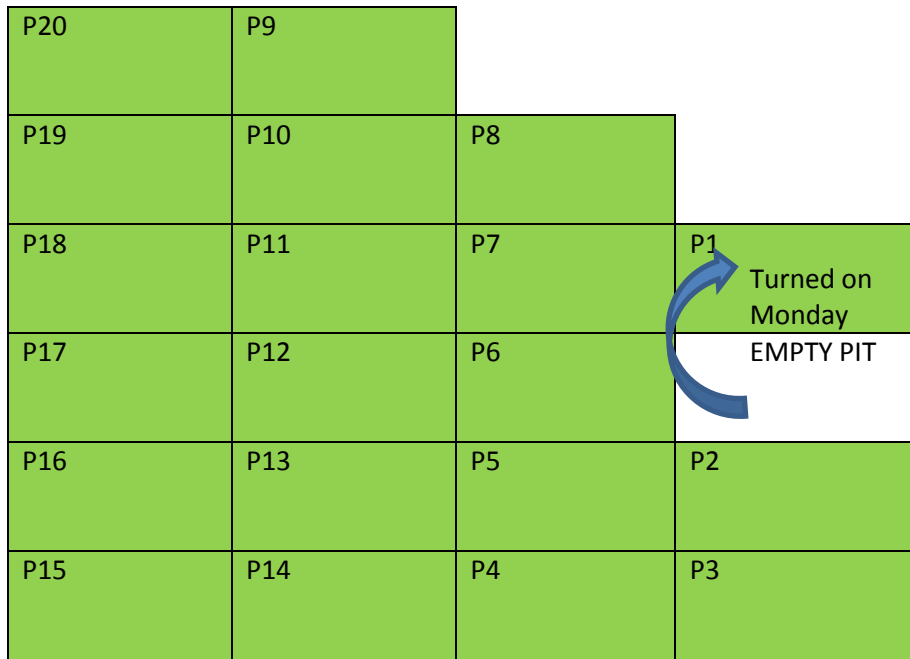 P20 P9
P19 P10 P8
P18 P11 P7 P1
Turned on
Monday
P17 P12 P6 EMPTY PIT
P16 P13 P5 P2
P15 P14 P4 P3